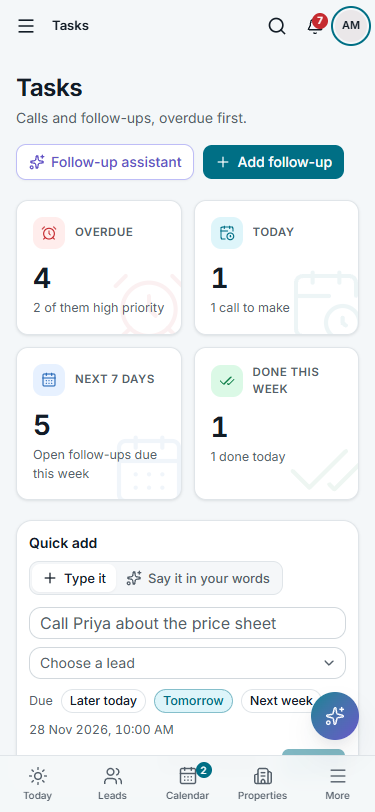 Tasks
7
AM
Tasks
Calls and follow-ups, overdue first.
Follow-up assistant
Add follow-up
OVERDUE
4
2 of them high priority
TODAY
1
1 call to make
NEXT 7 DAYS
5
Open follow-ups due
this week
DONE THIS
WEEK
1
1 done today
Quick add
Type it
Say it in your words
Call Priya about the price sheet
Choose a lead
Due
Later today
Tomorrow
Next week
28 Nov 2026, 10:00 AM
2
Today
Leads
Calendar
Properties
More